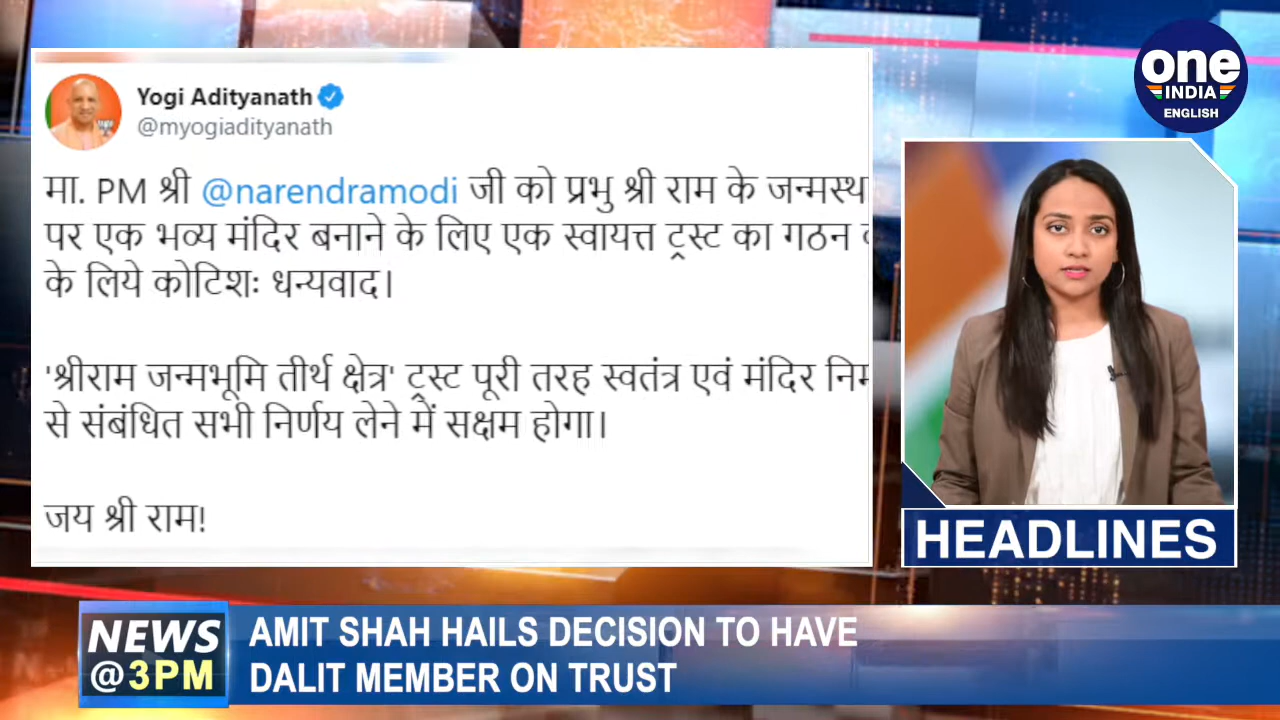 Yogi Adityanath
@myogiadityanath
मा. PM श्री @narendramodi जी को प्रभु श्री राम के
पर एक भव्य मंदिर बनाने के लिए एक स्वायत्त ट्रस्ट का गठन
के लिये कोटिशः धन्यवाद।
'श्रीराम जन्मभूमि तीर्थ क्षेत्र' ट्रस्ट पूरी तरह स्वतंत्र एवं मंदिर
से संबंधित सभी निर्णय लेने में सक्षम होगा।
जय श्री राम!
one
INDIA
ENGLISH
HEADLINES
NEWS
@3PM
AMIT SHAH HAILS DECISION TO HAVE
DALIT MEMBER ON TRUST